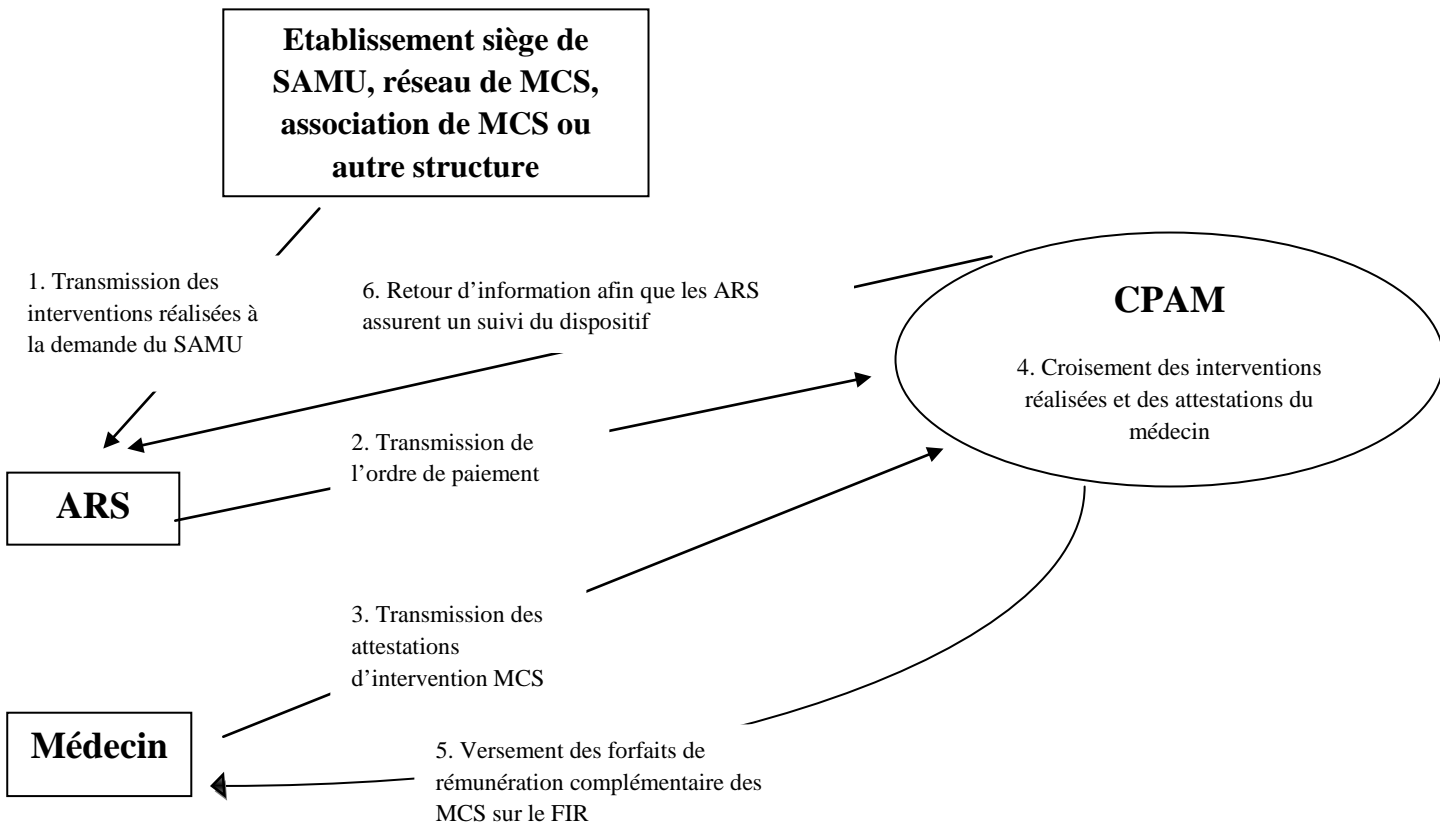 Etablissement siège de
SAMU, réseau de MCS,
association de MCS ou
autre structure
1. Transmission des
interventions réalisées à
la demande du SAMU
6. Retour d’information afin que les ARS
assurent un suivi du dispositif
CPAM
4. Croisement des interventions
réalisées et des attestations du
médecin
2. Transmission de
l’ordre de paiement
ARS
3. Transmission des
attestations
d’intervention MCS
Médecin
5. Versement des forfaits de
rémunération complémentaire des
MCS sur le FIR